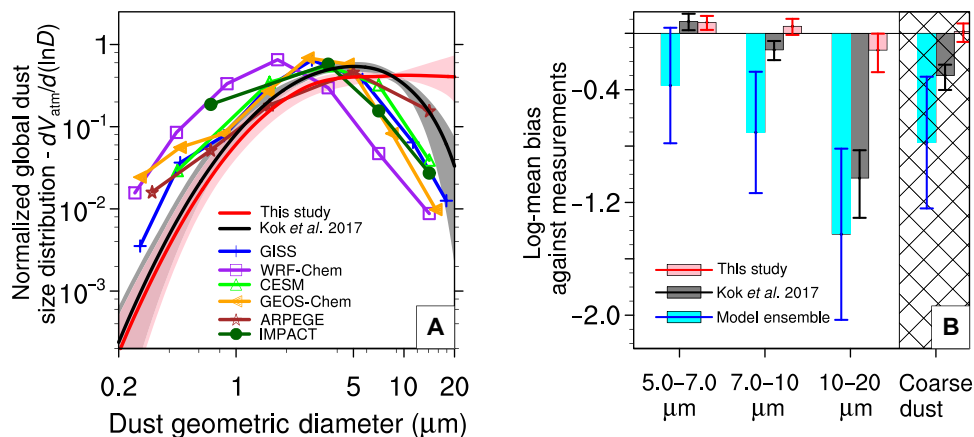 Normalized global dust
size distribution - dVatm/d(lnD)
1
10⁻¹
10⁻²
10⁻³
This study
Kok et al. 2017
GISS
WRF-Chem
CESM
GEOS-Chem
ARPEGE
IMPACT
A
0.2 1 5 10 20
Dust geometric diameter (μm)
Log-mean bias
against measurements
−0.4
−1.2
−2.0
This study
Kok et al. 2017
Model ensemble
B
5.0−7.0 7.0−10 10−20 Coarse
μm μm μm dust